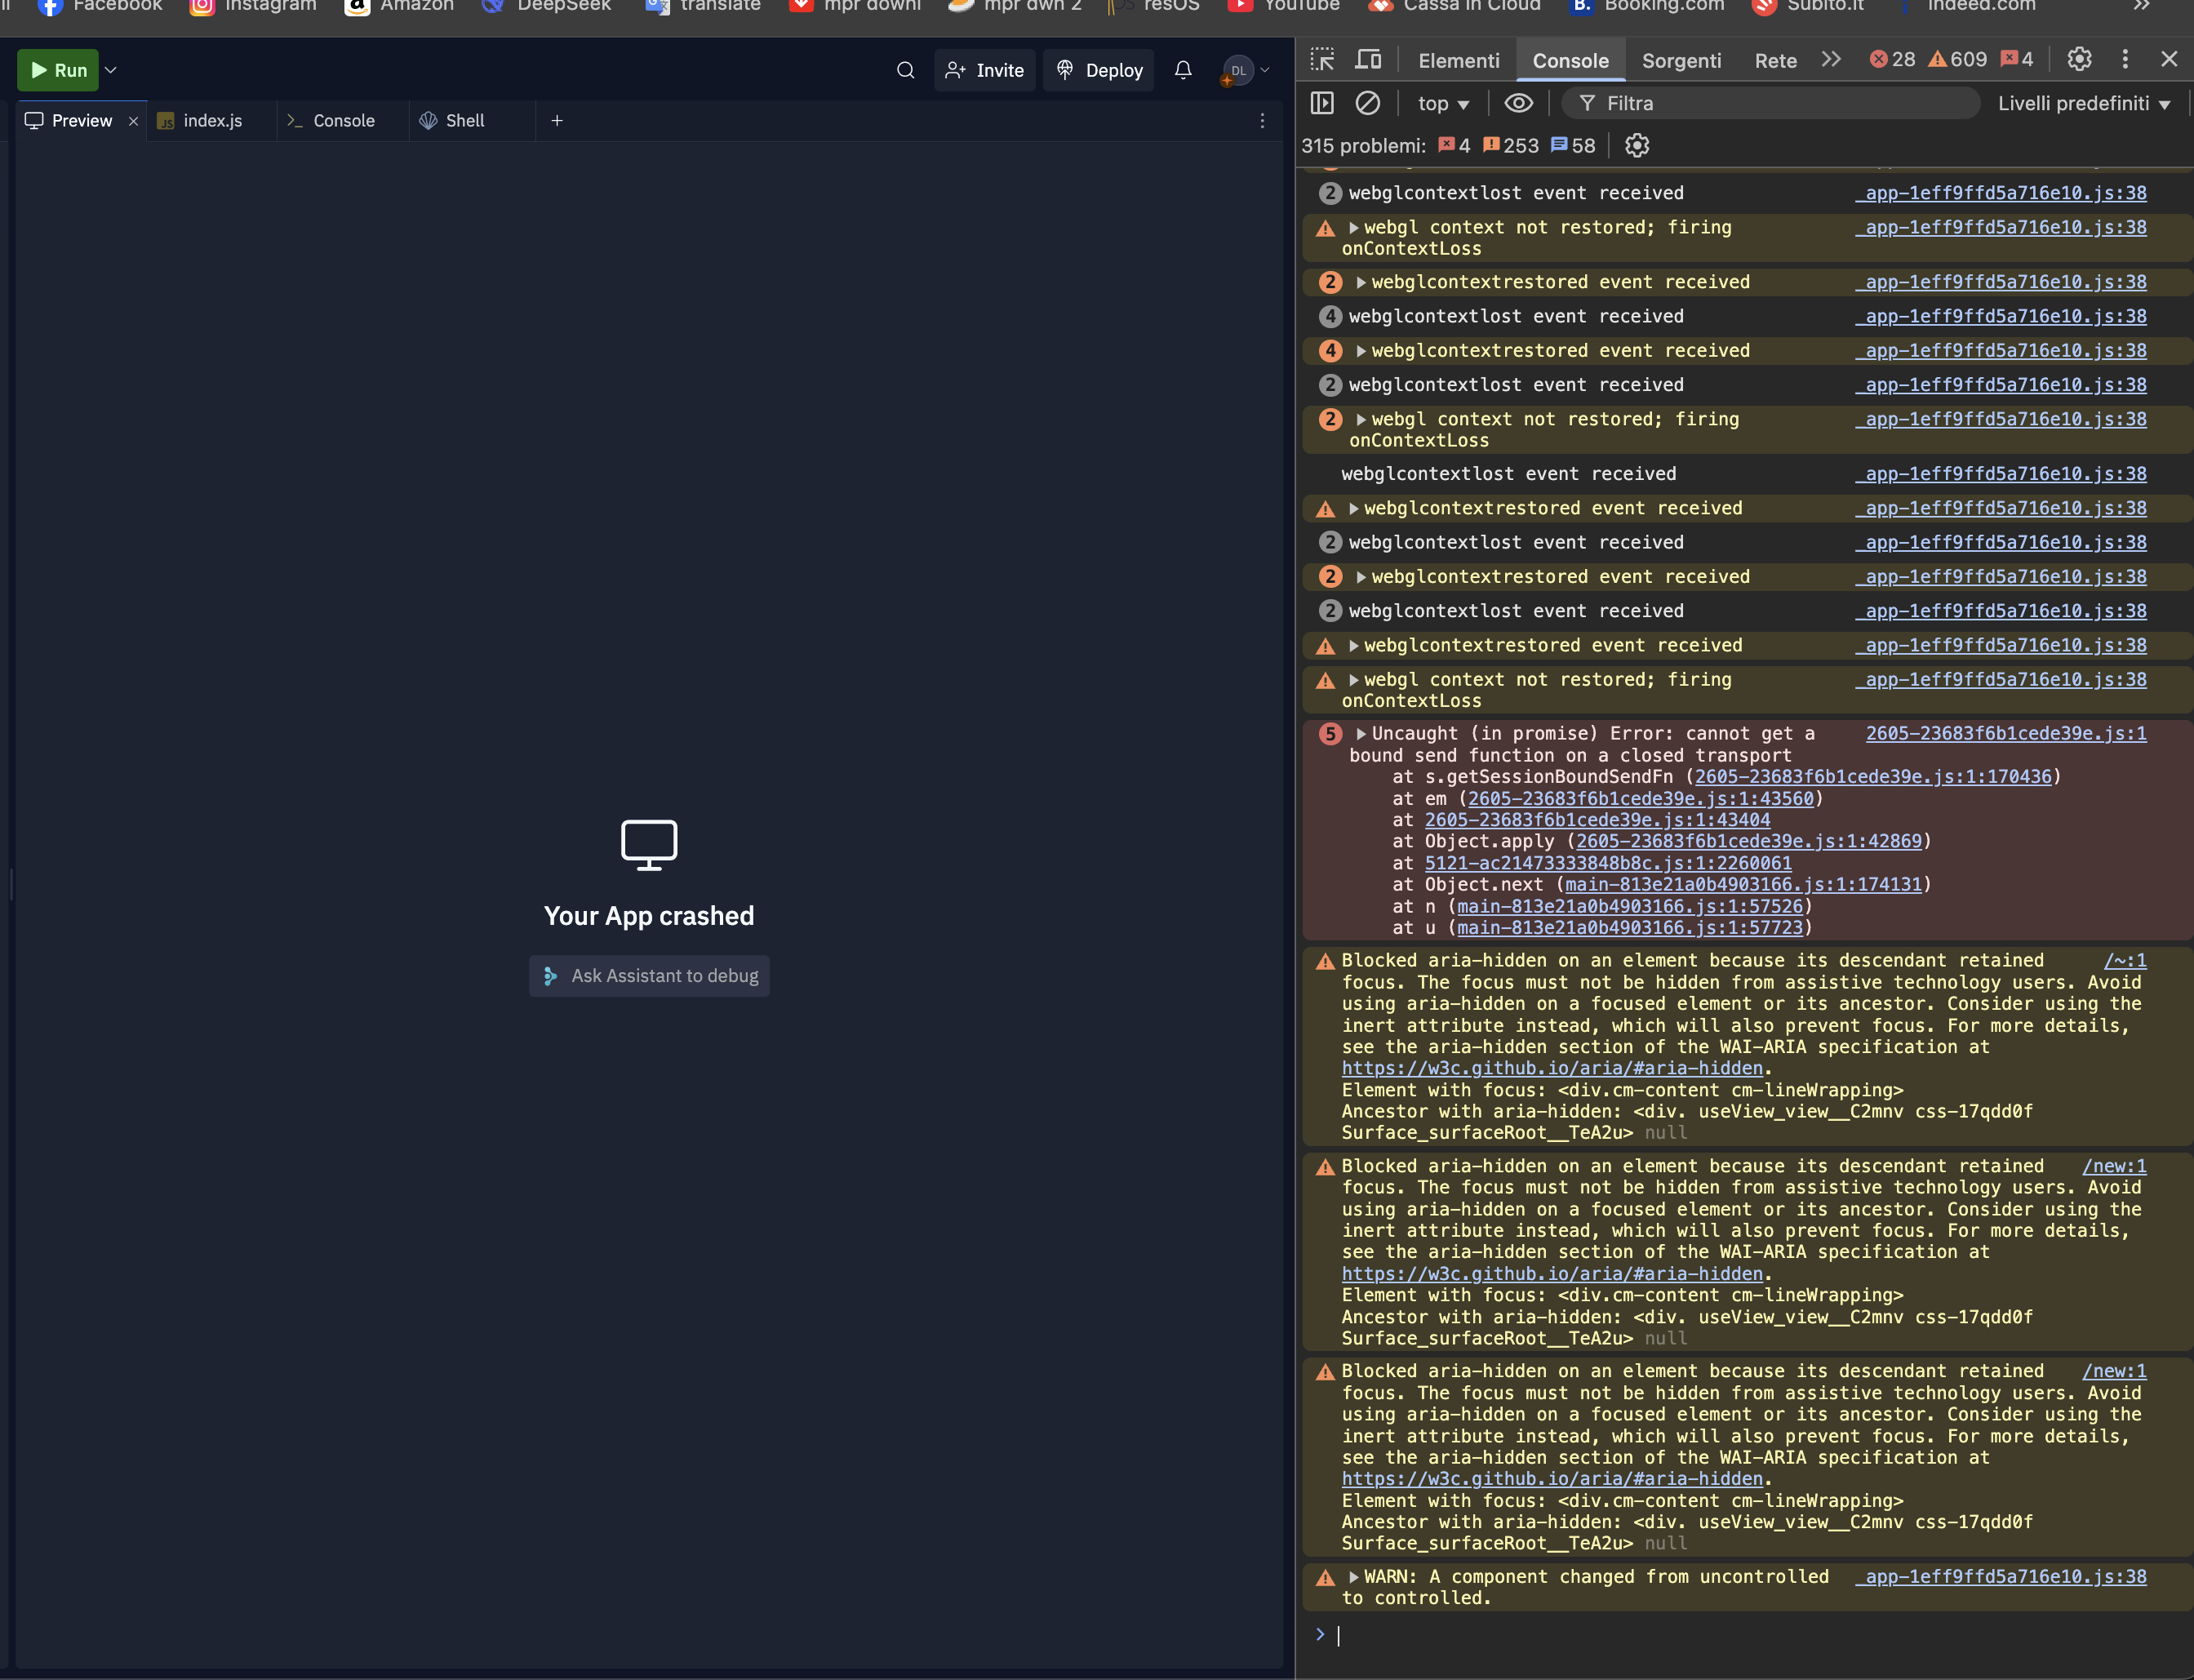 Facebook
Instagram
Amazon
DeepSeek
translate
mpr downl
mpr dwn 2
resOS
YouTube
Cassa in Cloud
Booking.com
Subito.it
Indeed.com
Run
Invite
Deploy
DL
Preview
index.js
Console
Shell
Your App crashed
Ask Assistant to debug
Elementi
Console
Sorgenti
Rete
28
609
4
top
Filtra
Livelli predefiniti
315 problemi: 4 253 58
2 webglcontextlost event received _app-1eff9ffd5a716e10.js:38
webgl context not restored; firing _app-1eff9ffd5a716e10.js:38
onContextLoss
2 webglcontextrestored event received _app-1eff9ffd5a716e10.js:38
4 webglcontextlost event received _app-1eff9ffd5a716e10.js:38
4 webglcontextrestored event received _app-1eff9ffd5a716e10.js:38
2 webglcontextlost event received _app-1eff9ffd5a716e10.js:38
2 webgl context not restored; firing _app-1eff9ffd5a716e10.js:38
onContextLoss
webglcontextlost event received _app-1eff9ffd5a716e10.js:38
webglcontextrestored event received _app-1eff9ffd5a716e10.js:38
2 webglcontextlost event received _app-1eff9ffd5a716e10.js:38
2 webglcontextrestored event received _app-1eff9ffd5a716e10.js:38
2 webglcontextlost event received _app-1eff9ffd5a716e10.js:38
webglcontextrestored event received _app-1eff9ffd5a716e10.js:38
webgl context not restored; firing _app-1eff9ffd5a716e10.js:38
onContextLoss
5 Uncaught (in promise) Error: cannot get a 2605-23683f6b1cede39e.js:1
bound send function on a closed transport
at s.getSessionBoundSendFn (2605-23683f6b1cede39e.js:1:170436)
at em (2605-23683f6b1cede39e.js:1:43560)
at 2605-23683f6b1cede39e.js:1:43404
at Object.apply (2605-23683f6b1cede39e.js:1:42869)
at 5121-ac21473333848b8c.js:1:2260061
at Object.next (main-813e21a0b4903166.js:1:174131)
at n (main-813e21a0b4903166.js:1:57526)
at u (main-813e21a0b4903166.js:1:57723)
Blocked aria-hidden on an element because its descendant retained /~:1
focus. The focus must not be hidden from assistive technology users. Avoid
using aria-hidden on a focused element or its ancestor. Consider using the
inert attribute instead, which will also prevent focus. For more details,
see the aria-hidden section of the WAI-ARIA specification at
https://w3c.github.io/aria/#aria-hidden.
Element with focus: <div.cm-content cm-lineWrapping>
Ancestor with aria-hidden: <div. useView_view__C2mnv css-17qdd0f
Surface_surfaceRoot__TeA2u> null
Blocked aria-hidden on an element because its descendant retained /new:1
focus. The focus must not be hidden from assistive technology users. Avoid
using aria-hidden on a focused element or its ancestor. Consider using the
inert attribute instead, which will also prevent focus. For more details,
see the aria-hidden section of the WAI-ARIA specification at
https://w3c.github.io/aria/#aria-hidden.
Element with focus: <div.cm-content cm-lineWrapping>
Ancestor with aria-hidden: <div. useView_view__C2mnv css-17qdd0f
Surface_surfaceRoot__TeA2u> null
Blocked aria-hidden on an element because its descendant retained /new:1
focus. The focus must not be hidden from assistive technology users. Avoid
using aria-hidden on a focused element or its ancestor. Consider using the
inert attribute instead, which will also prevent focus. For more details,
see the aria-hidden section of the WAI-ARIA specification at
https://w3c.github.io/aria/#aria-hidden.
Element with focus: <div.cm-content cm-lineWrapping>
Ancestor with aria-hidden: <div. useView_view__C2mnv css-17qdd0f
Surface_surfaceRoot__TeA2u> null
WARN: A component changed from uncontrolled _app-1eff9ffd5a716e10.js:38
to controlled.